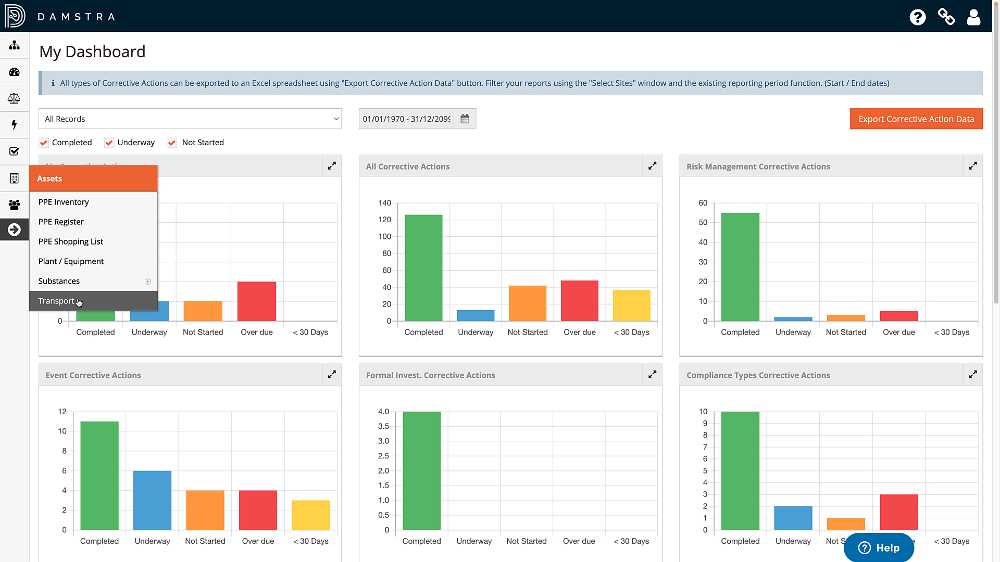 DAMSTRA
My Dashboard
All types of Corrective Actions can be exported to an Excel spreadsheet using "Export Corrective Action Data" button. Filter your reports using the "Select Sites" window and the existing reporting period function. (Start / End dates)
All Records
01/01/1970 - 31/12/2099
Export Corrective Action Data
Completed
Underway
Not Started
All Corrective Actions
Risk Management Corrective Actions
Assets
PPE Inventory
PPE Register
PPE Shopping List
Plant / Equipment
Substances
Transport
0
Completed Underway Not Started Over due < 30 Days
140
120
100
80
60
40
20
0
Completed Underway Not Started Over due < 30 Days
60
50
40
30
20
10
0
Completed Underway Not Started Over due < 30 Days
Event Corrective Actions
Formal Invest. Corrective Actions
Compliance Types Corrective Actions
12
10
8
6
4
2
0
Completed Underway Not Started Over due < 30 Days
4.0
3.5
3.0
2.5
2.0
1.5
1.0
0.5
0
Completed Underway Not Started Over due < 30 Days
10
9
8
7
6
5
4
3
2
1
0
Completed Underway Not < 30 Days
Help